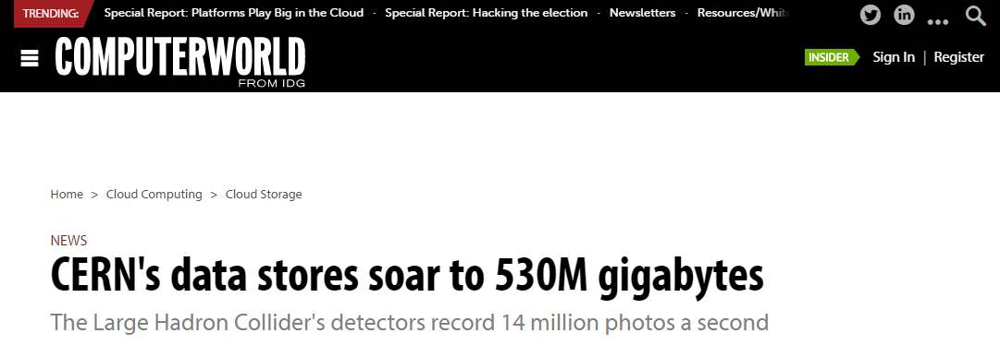 TRENDING: Special Report: Platforms Play Big in the Cloud · Special Report: Hacking the election · Newsletters ·
COMPUTERWORLD
FROM IDG
INSIDER Sign In | Register
Home > Cloud Computing > Cloud Storage
NEWS
CERN's data stores soar to 530M gigabytes
The Large Hadron Collider's detectors record 14 million photos a second